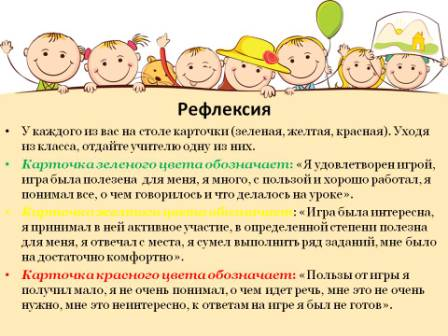 Рефлексия
• У каждого из вас на столе карточки (зеленая, желтая, красная). Уходя
из класса, отдайте учителю одну из них.
• Карточка зеленого цвета обозначает: «Я удовлетворен игрой,
игра была полезна для меня, я много, с пользой и хорошо работал, я
понимал все, о чем говорилось и что делалось на уроке».
• Карточка желтого цвета обозначает: «Игра была интересна,
я принимал в ней активное участие, в определенной степени полезна
для меня, я отвечал с места, я сумел выполнить ряд заданий, мне было
на достаточно комфортно».
• Карточка красного цвета обозначает: «Пользы от игры я
получил мало, я не очень понимал, о чем идет речь, мне это не очень
нужно, мне это неинтересно, к ответам на игре я был не готов».